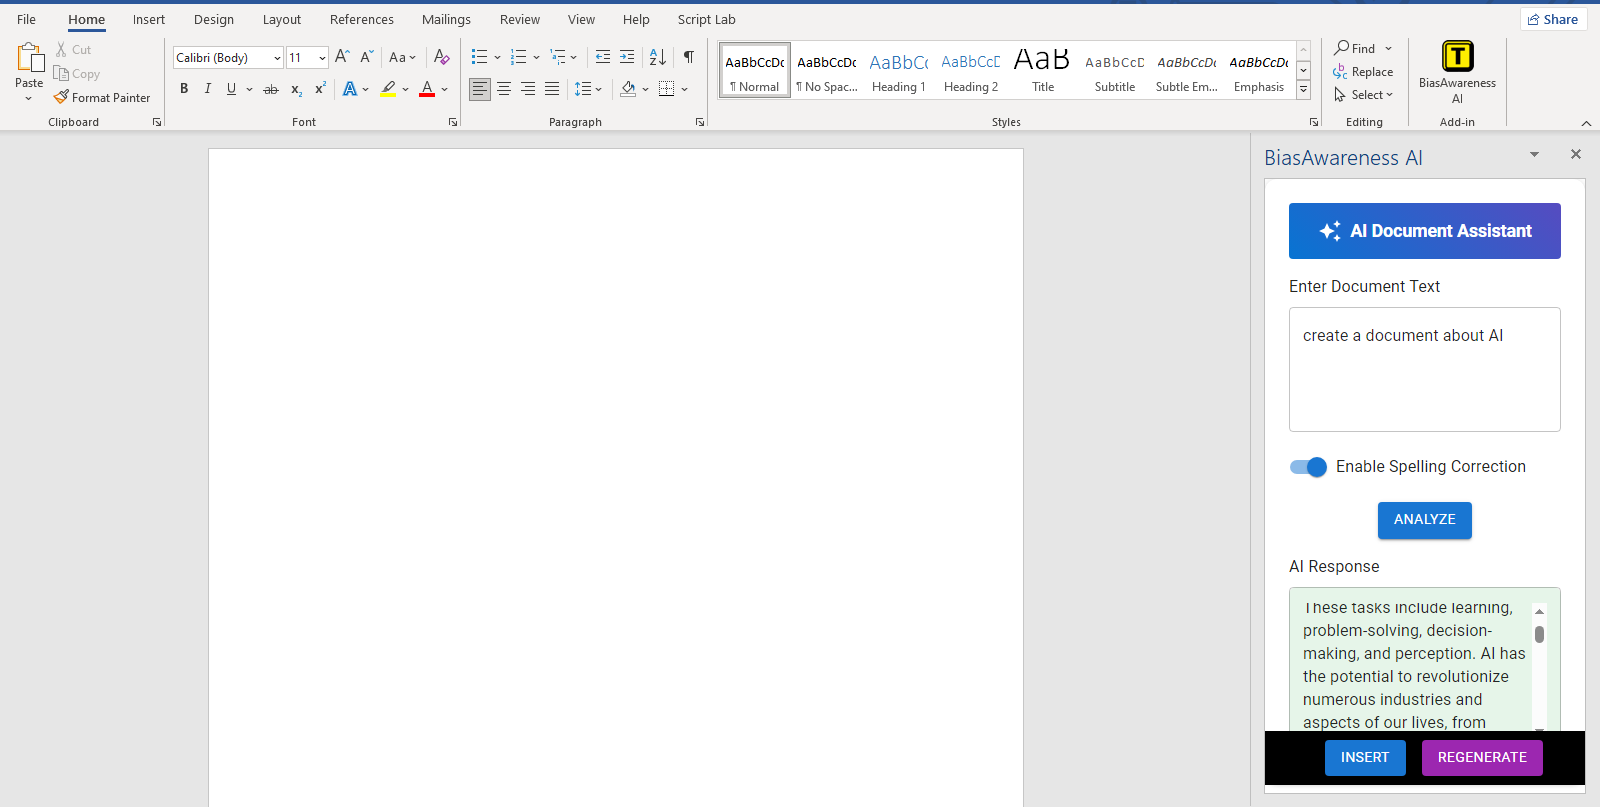 File Home Insert Design Layout References Mailings Review View Help Script Lab Share
Paste
Cut
Copy
Format Painter
Clipboard
Calibri (Body) 11
Font
Paragraph
AaBbCcDc AaBbCcDc AaBbCc AaBbCcD AaB AaBbCcD AaBbCcDc AaBbCcDc
¶ Normal ¶ No Spac... Heading 1 Heading 2 Title Subtitle Subtle Em... Emphasis
Styles
Find
Replace
Select
Editing
BiasAwareness
AI
Add-in
BiasAwareness AI
AI Document Assistant
Enter Document Text
create a document about AI
Enable Spelling Correction
ANALYZE
AI Response
These tasks include learning,
problem-solving, decision-
making, and perception. AI has
the potential to revolutionize
numerous industries and
aspects of our lives, from
INSERT REGENERATE